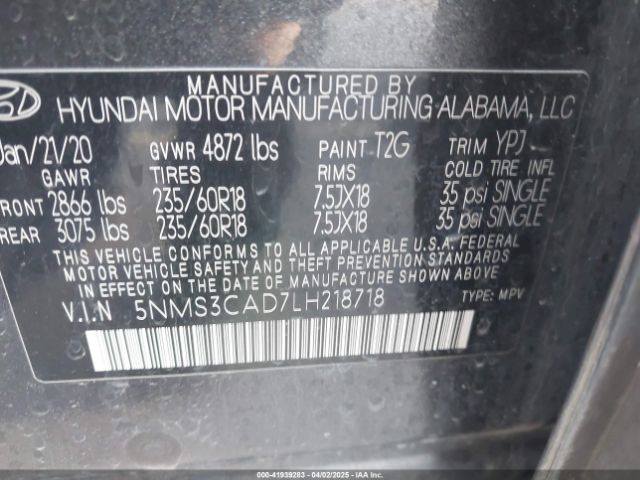 MANUFACTURED BY
HYUNDAI MOTOR MANUFACTURING ALABAMA, LLC
Jan/21/20 GVWR 4872 lbs PAINT T2G TRIM YPJ
GAWR TIRES RIMS COLD TIRE INFL
FRONT 2866 lbs 235/60R18 7.5JX18 35 psi SINGLE
REAR 3075 lbs 235/60R18 7.5JX18 35 psi SINGLE
THIS VEHICLE CONFORMS TO ALL APPLICABLE U.S.A. FEDERAL
MOTOR VEHICLE SAFETY AND THEFT PREVENTION STANDARDS
IN EFFECT ON THE DATE OF MANUFACTURE SHOWN ABOVE.
V.I.N 5NMS3CAD7LH218718 TYPE: MPV
000-41939283 - 04/02/2025 - IAAI.COM